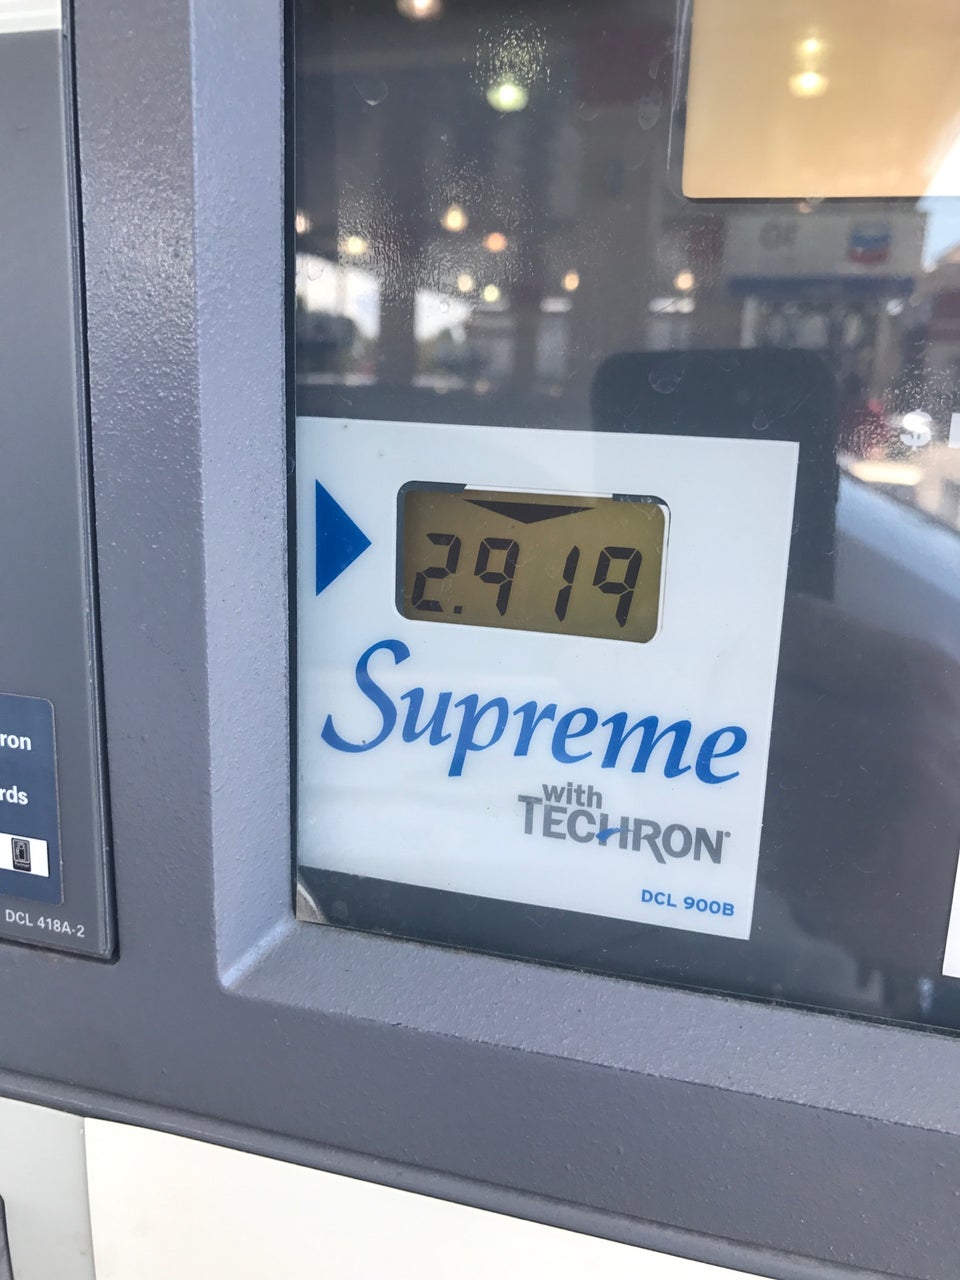 $
2.919
Supreme
with
TECHRON®
DCL 900B
ron
rds
DCL 418A-2